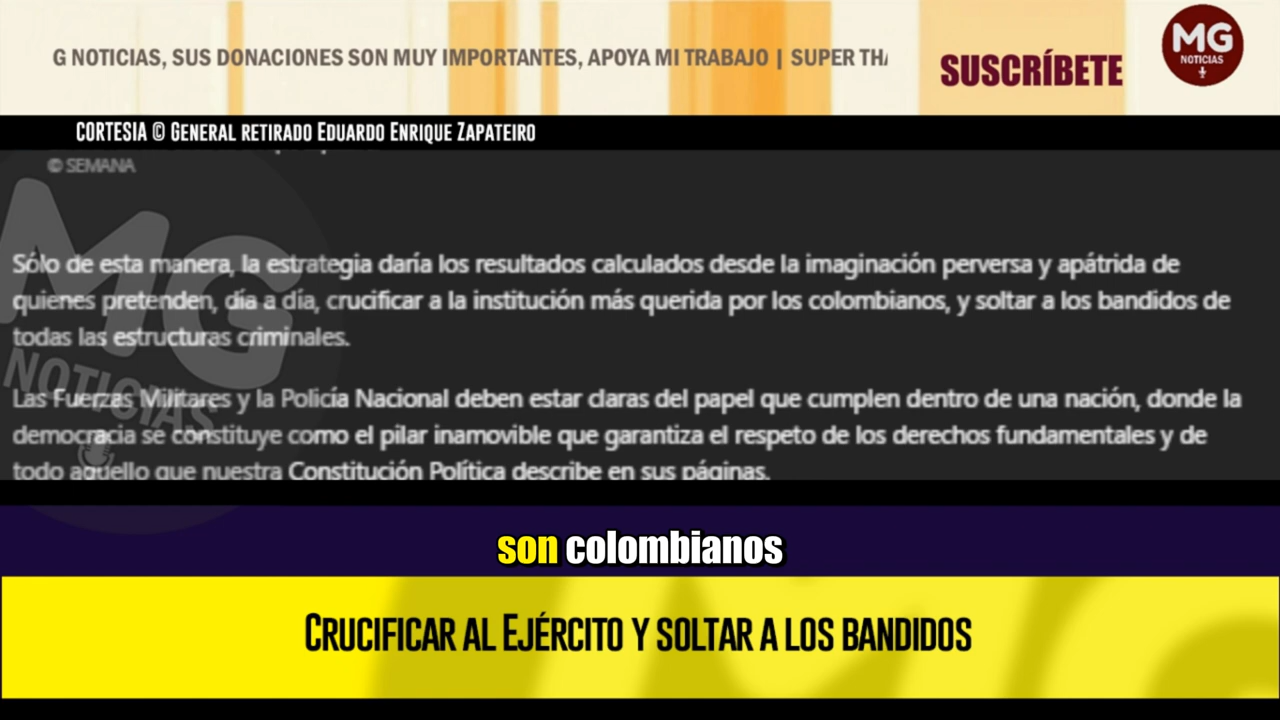 G NOTICIAS, SUS DONACIONES SON MUY IMPORTANTES, APOYA MI TRABAJO | SUPER THA
SUSCRÍBETE
MG
NOTICIAS
CORTESIA © GENERAL RETIRADO EDUARDO ENRIQUE ZAPATEIRO
© SEMANA
Sólo de esta manera, la estrategia daría los resultados calculados desde la imaginación perversa y apátrida de
quienes pretenden, día a día, crucificar a la institución más querida por los colombianos, y soltar a los bandidos de
todas las estructuras criminales.
MG
NOTICIAS
Las Fuerzas Militares y la Policía Nacional deben estar claras del papel que cumplen dentro de una nación, donde la
democracia se constituye como el pilar inamovible que garantiza el respeto de los derechos fundamentales y de
todo aquello que nuestra Constitución Política describe en sus páginas.
son colombianos
CRUCIFICAR AL EJÉRCITO Y SOLTAR A LOS BANDIDOS